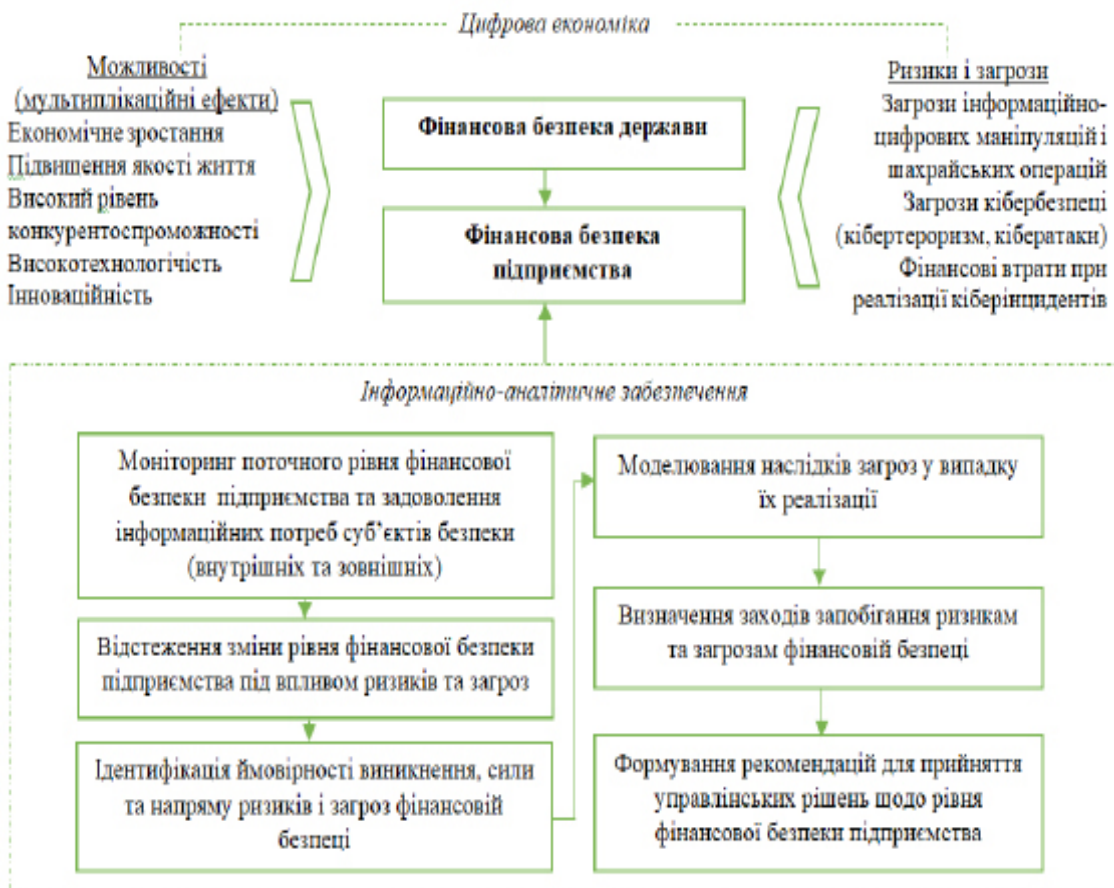 Цифрова економіка
Можливості
(мультиплікаційні ефекти)
Економічне зростання
Підвишення якості життя
Високий рівень
конкурентоспроможності
Високотехнологічість
Інноваційність
Фінансова безпека держави
Фінансова безпека
підприємства
Ризики і загрози
Загрози інформаційно-
цифрових маніпуляцій і
шахрайських операцій
Загрози кібербезпеці
(кібертероризм, кібератаки)
Фінансові втрати при
реалізації кіберінцидентів
Інформаційно-аналітичне забезпечення
Моніторинг поточного рівня фінансової
безпеки підприємства та задоволення
інформаційних потреб суб’єктів безпеки
(внутрішніх та зовнішніх)
Відстеження зміни рівня фінансової безпеки
підприємства під впливом ризиків та загроз
Ідентифікація ймовірності виникнення, сили
та напряму ризиків і загроз фінансовій
безпеці
Моделювання наслідків загроз у випадку
їх реалізації
Визначення заходів запобігання ризикам
та загрозам фінансовій безпеці
Формування рекомендацій для прийняття
управлінських рішень щодо рівня
фінансової безпеки підприємства